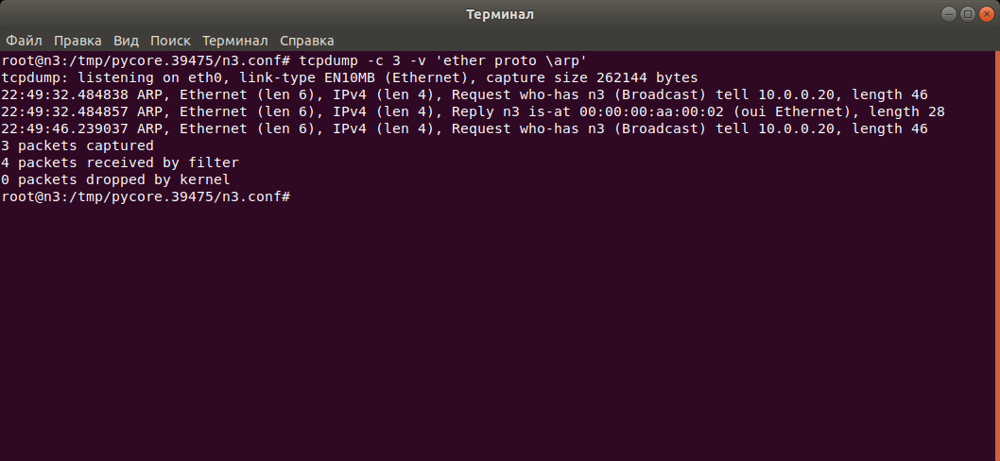 Терминал
Файл Правка Вид Поиск Терминал Справка
root@n3:/tmp/pycore.39475/n3.conf# tcpdump -c 3 -v 'ether proto \arp'
tcpdump: listening on eth0, link-type EN10MB (Ethernet), capture size 262144 bytes
22:49:32.484838 ARP, Ethernet (len 6), IPv4 (len 4), Request who-has n3 (Broadcast) tell 10.0.0.20, length 46
22:49:32.484857 ARP, Ethernet (len 6), IPv4 (len 4), Reply n3 is-at 00:00:00:aa:00:02 (oui Ethernet), length 28
22:49:46.239037 ARP, Ethernet (len 6), IPv4 (len 4), Request who-has n3 (Broadcast) tell 10.0.0.20, length 46
3 packets captured
4 packets received by filter
0 packets dropped by kernel
root@n3:/tmp/pycore.39475/n3.conf#